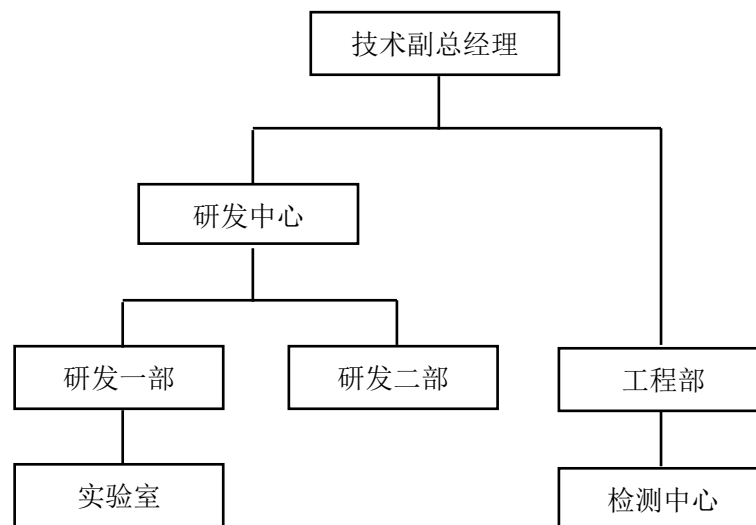 技术副总经理
研发中心
研发一部
研发二部
工程部
实验室
检测中心